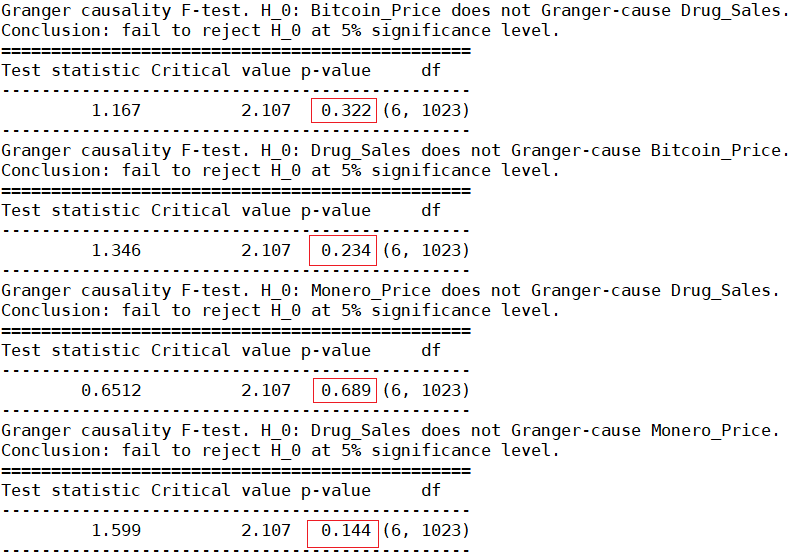 Granger causality F-test. H_0: Bitcoin_Price does not Granger-cause Drug_Sales.
Conclusion: fail to reject H_0 at 5% significance level.
===============================================
Test statistic Critical value p-value     df
-----------------------------------------------
         1.167          2.107   0.322 (6, 1023)
-----------------------------------------------
Granger causality F-test. H_0: Drug_Sales does not Granger-cause Bitcoin_Price.
Conclusion: fail to reject H_0 at 5% significance level.
===============================================
Test statistic Critical value p-value     df
-----------------------------------------------
         1.346          2.107   0.234 (6, 1023)
-----------------------------------------------
Granger causality F-test. H_0: Monero_Price does not Granger-cause Drug_Sales.
Conclusion: fail to reject H_0 at 5% significance level.
===============================================
Test statistic Critical value p-value     df
-----------------------------------------------
        0.6512          2.107   0.689 (6, 1023)
-----------------------------------------------
Granger causality F-test. H_0: Drug_Sales does not Granger-cause Monero_Price.
Conclusion: fail to reject H_0 at 5% significance level.
===============================================
Test statistic Critical value p-value     df
-----------------------------------------------
         1.599          2.107   0.144 (6, 1023)
-----------------------------------------------